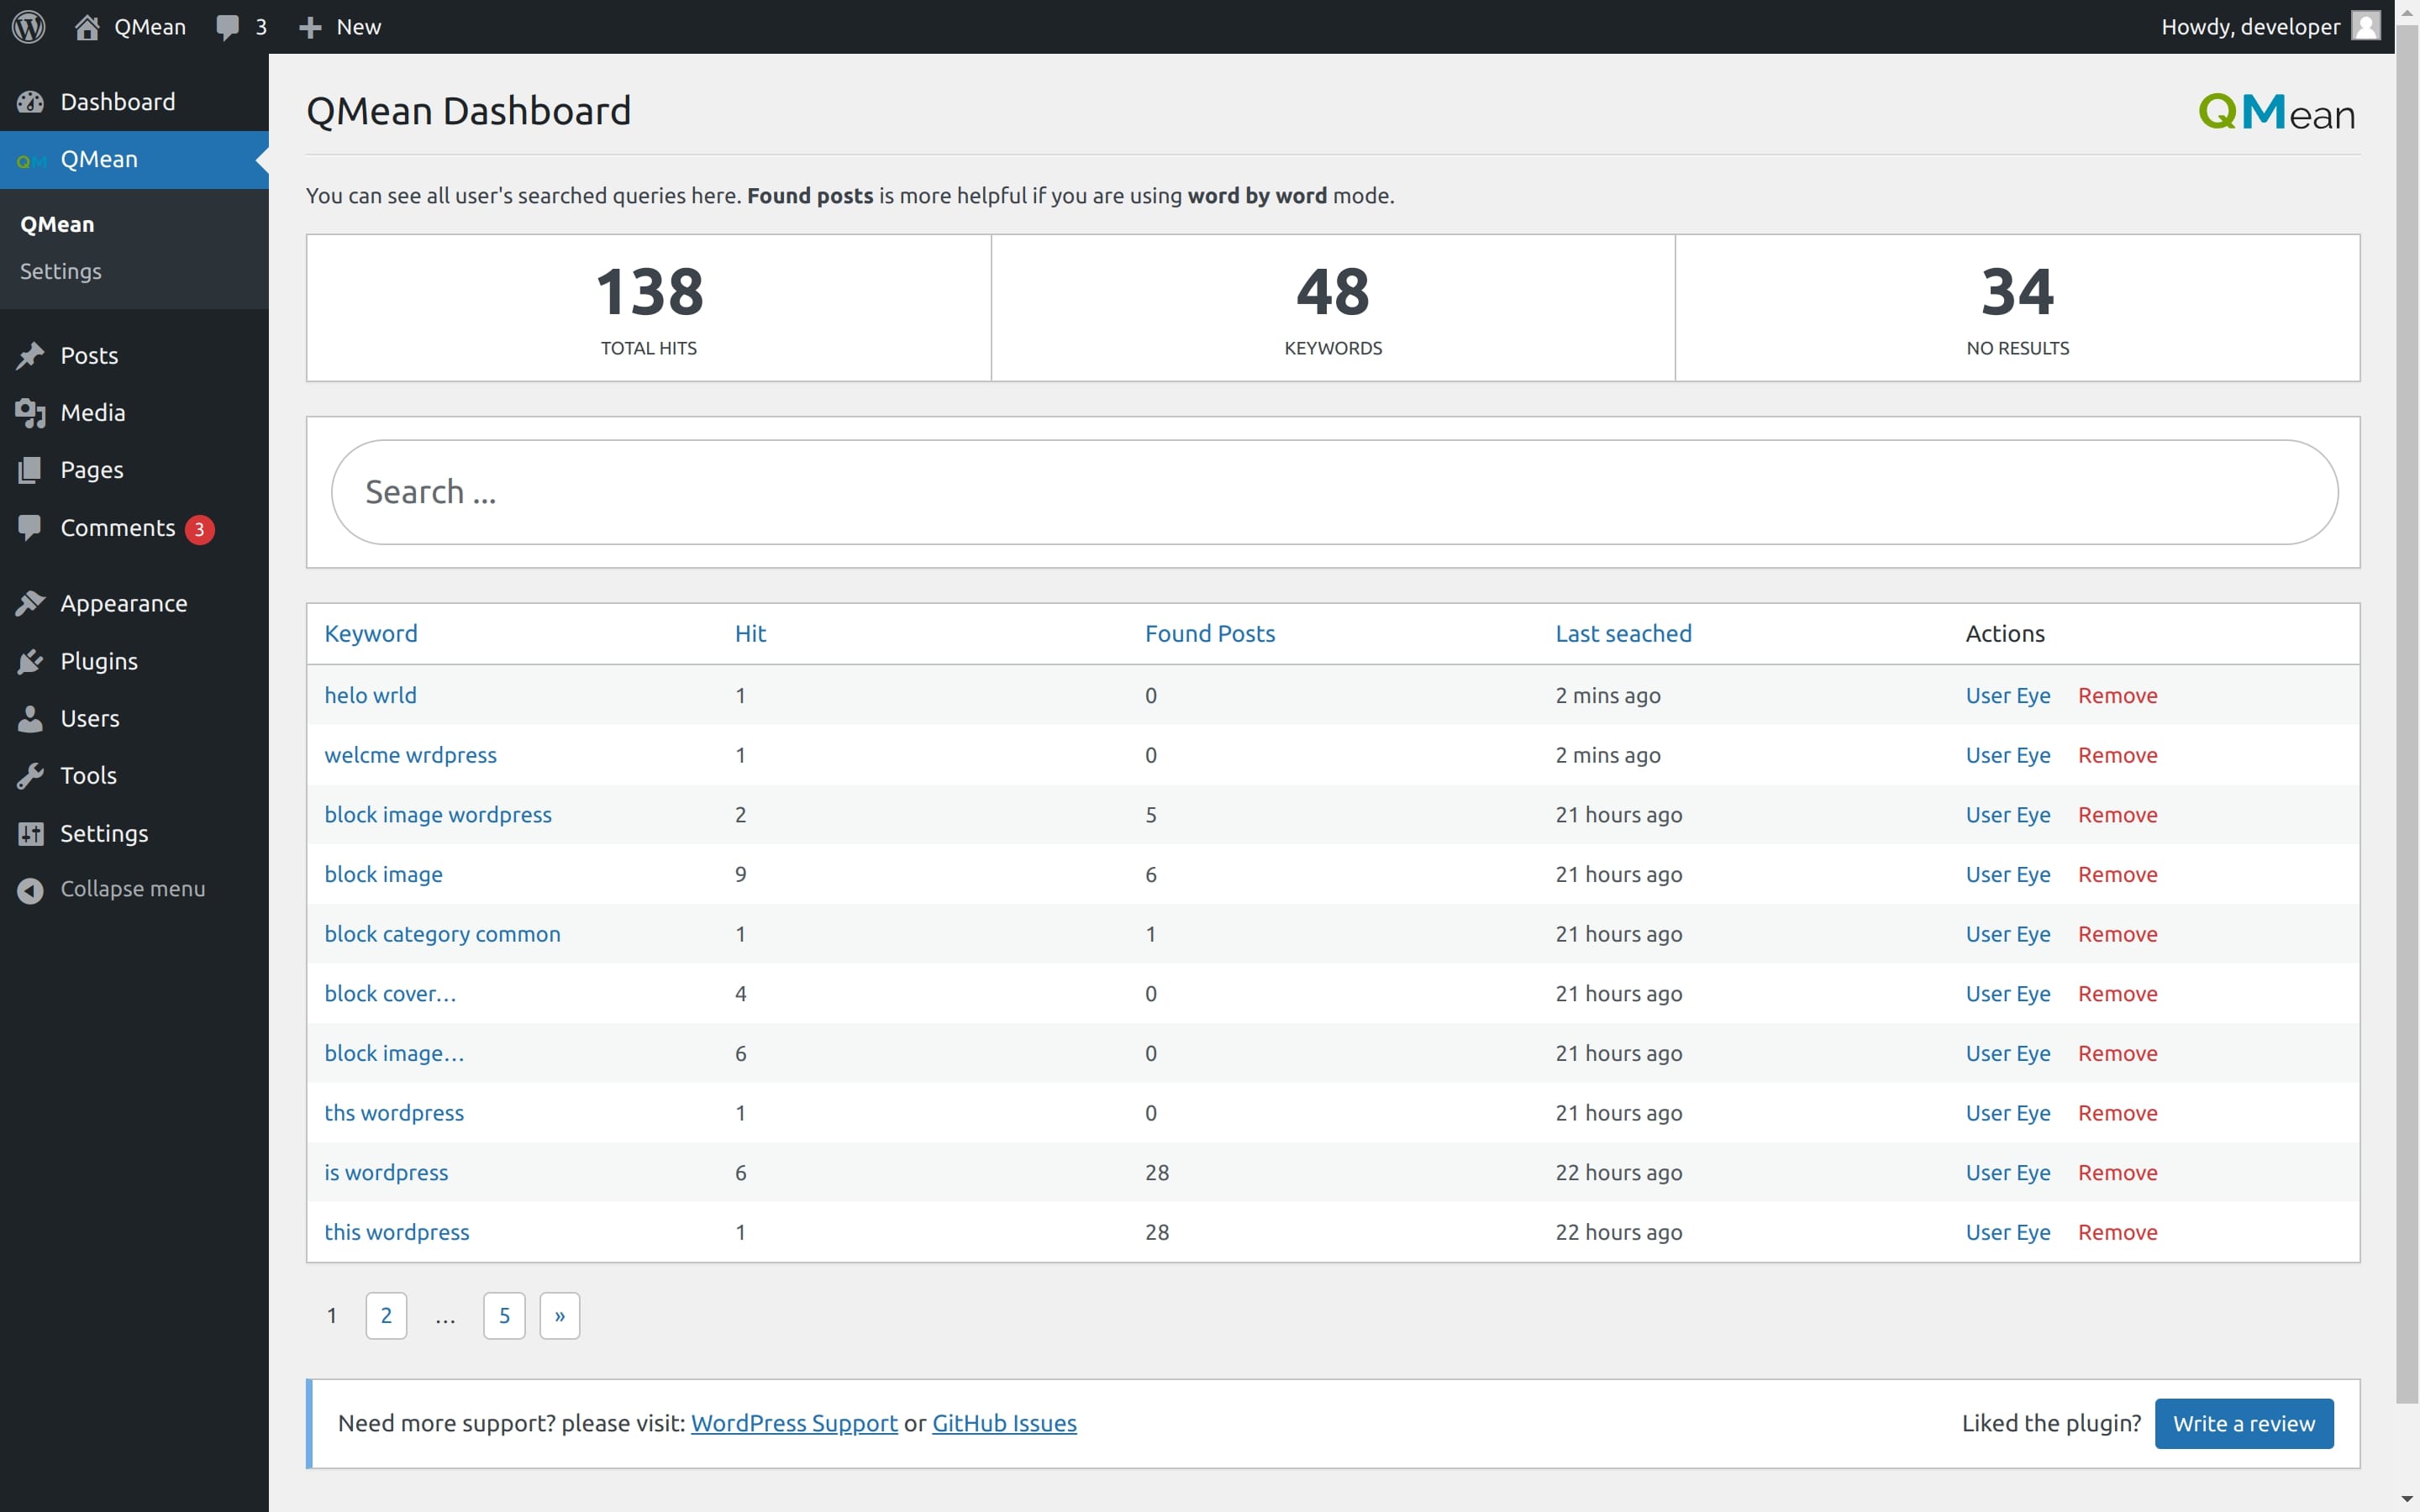 QMean 3 New Howdy, developer
Dashboard
QMean
QMean
Settings
Posts
Media
Pages
Comments 3
Appearance
Plugins
Users
Tools
Settings
Collapse menu
QMean Dashboard QMean
You can see all user's searched queries here. Found posts is more helpful if you are using word by word mode.
138 48 34
TOTAL HITS KEYWORDS NO RESULTS
Search ...
Keyword Hit Found Posts Last seached Actions
helo wrld 1 0 2 mins ago User Eye Remove
welcme wrdpress 1 0 2 mins ago User Eye Remove
block image wordpress 2 5 21 hours ago User Eye Remove
block image 9 6 21 hours ago User Eye Remove
block category common 1 1 21 hours ago User Eye Remove
block cover… 4 0 21 hours ago User Eye Remove
block image… 6 0 21 hours ago User Eye Remove
ths wordpress 1 0 21 hours ago User Eye Remove
is wordpress 6 28 22 hours ago User Eye Remove
this wordpress 1 28 22 hours ago User Eye Remove
1 2 … 5 »
Need more support? please visit: WordPress Support or GitHub Issues Liked the plugin? Write a review